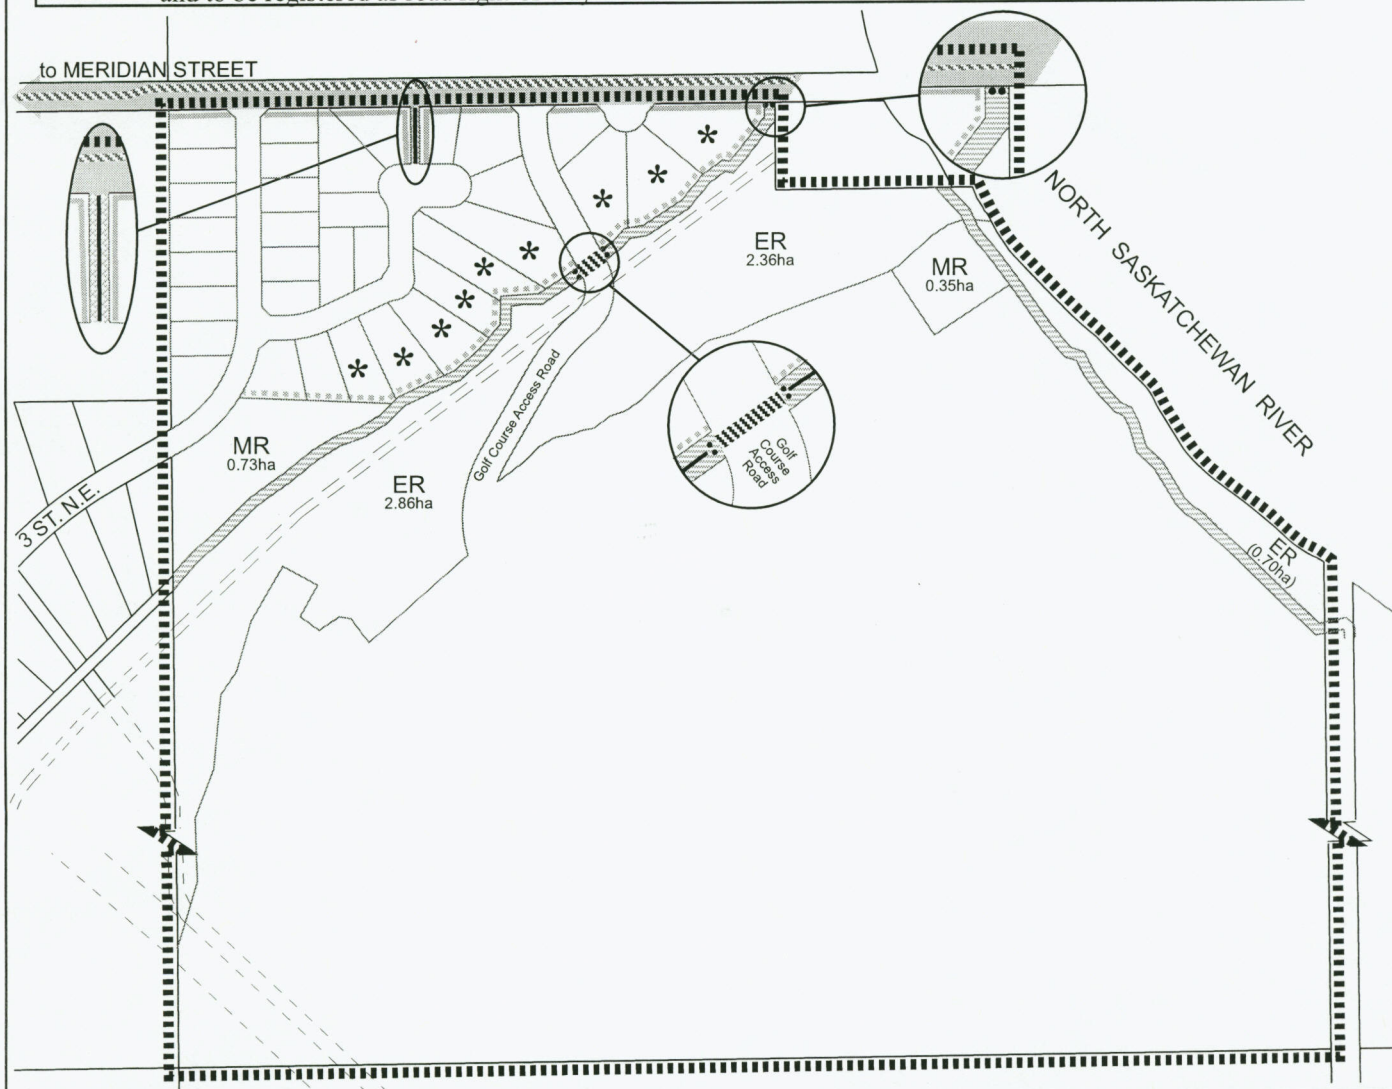 to MERIDIAN STREET
NORTH SASKATCHEWAN RIVER
ER
2.36ha
MR
0.35ha
Golf Course Access Road
Golf
Course
Access
Road
MR
0.73ha
ER
2.86ha
3 ST. N.E.
ER
(0.70ha)